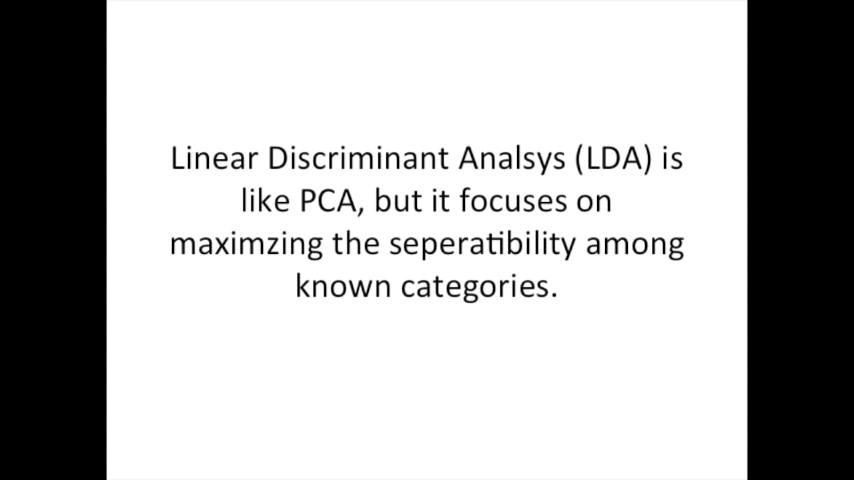 Linear Discriminant Analsys (LDA) is
like PCA, but it focuses on
maximzing the seperatibility among
known categories.